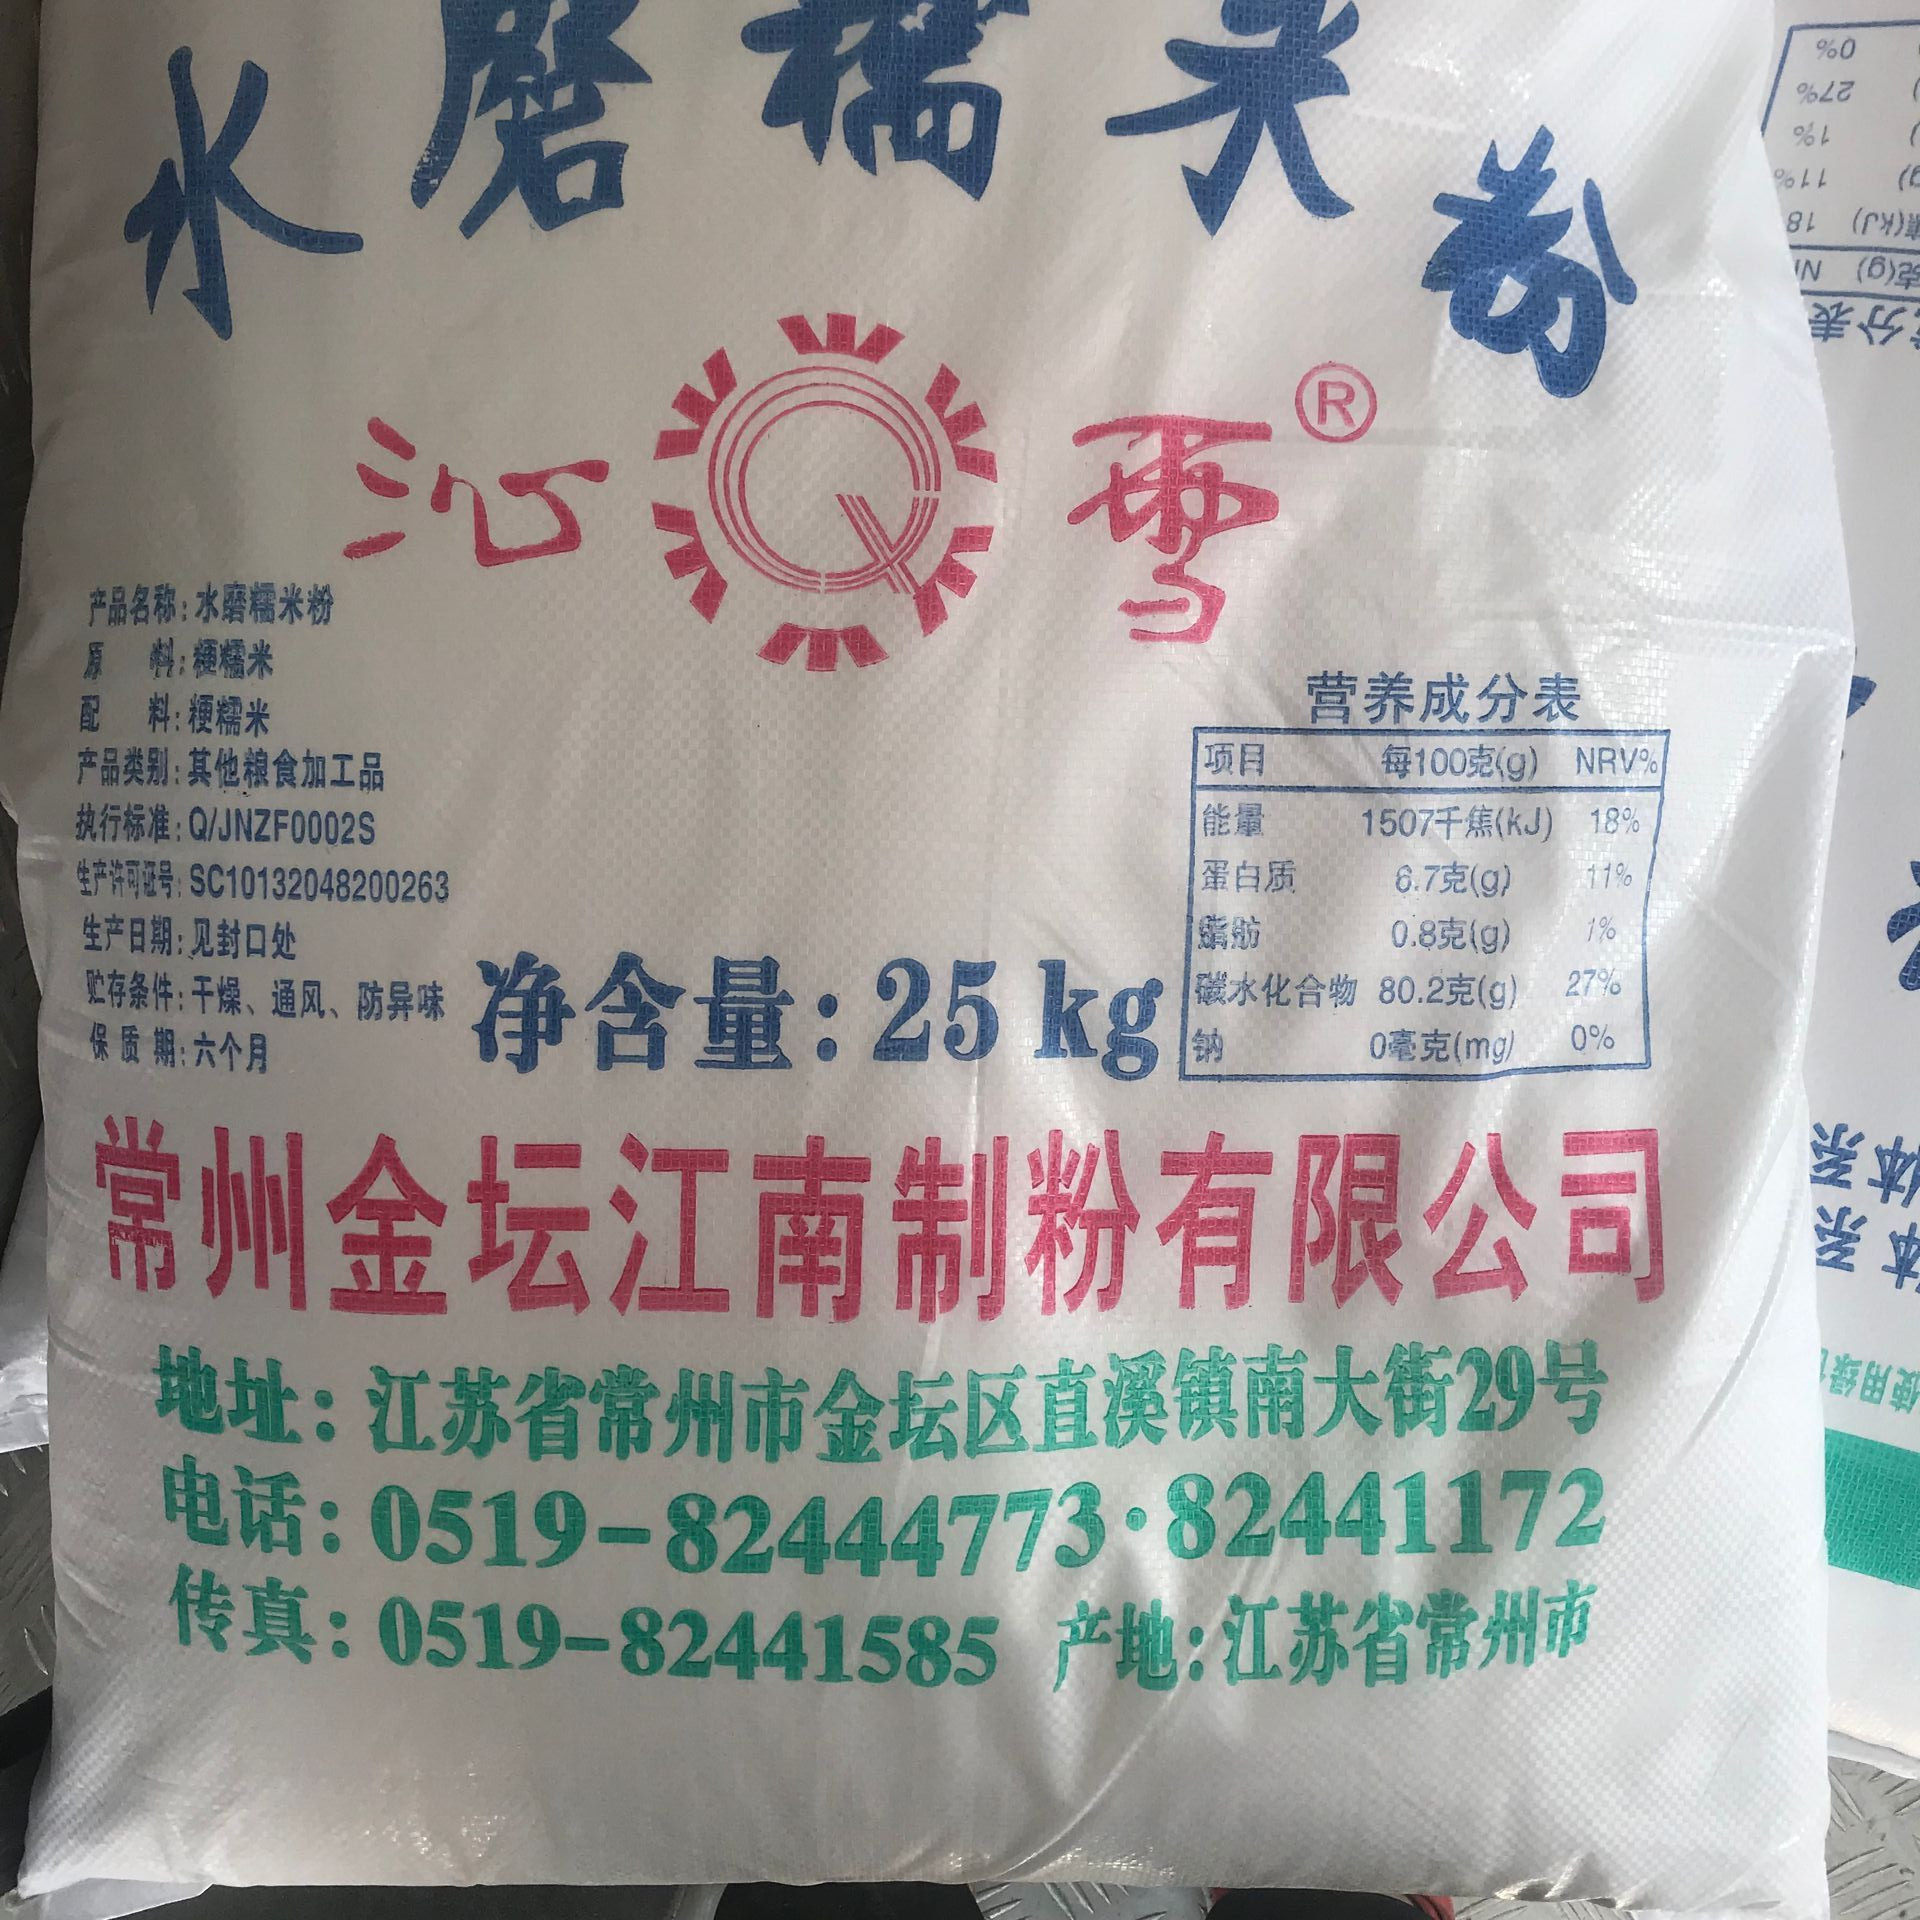 水磨糯米粉
沁雪®
产品名称:水磨糯米粉
原料:粳糯米
配料:粳糯米
产品类别:其他粮食加工品
执行标准:Q/JNZF0002S
生产许可证号:SC10132048200263
生产日期:见封口处
贮存条件:干燥、通风、防异味
保质期:六个月
净含量:25kg
营养成分表
项目 每100克(g) NRV%
能量 1507千焦(kJ) 18%
蛋白质 6.7克(g) 11%
脂肪 0.8克(g) 1%
碳水化合物 80.2克(g) 27%
钠 0毫克(mg) 0%
常州金坛江南制粉有限公司
地址:江苏省常州市金坛区直溪镇南大街29号
电话:0519-82444773·82441172
传真:0519-82441585 产地:江苏省常州市